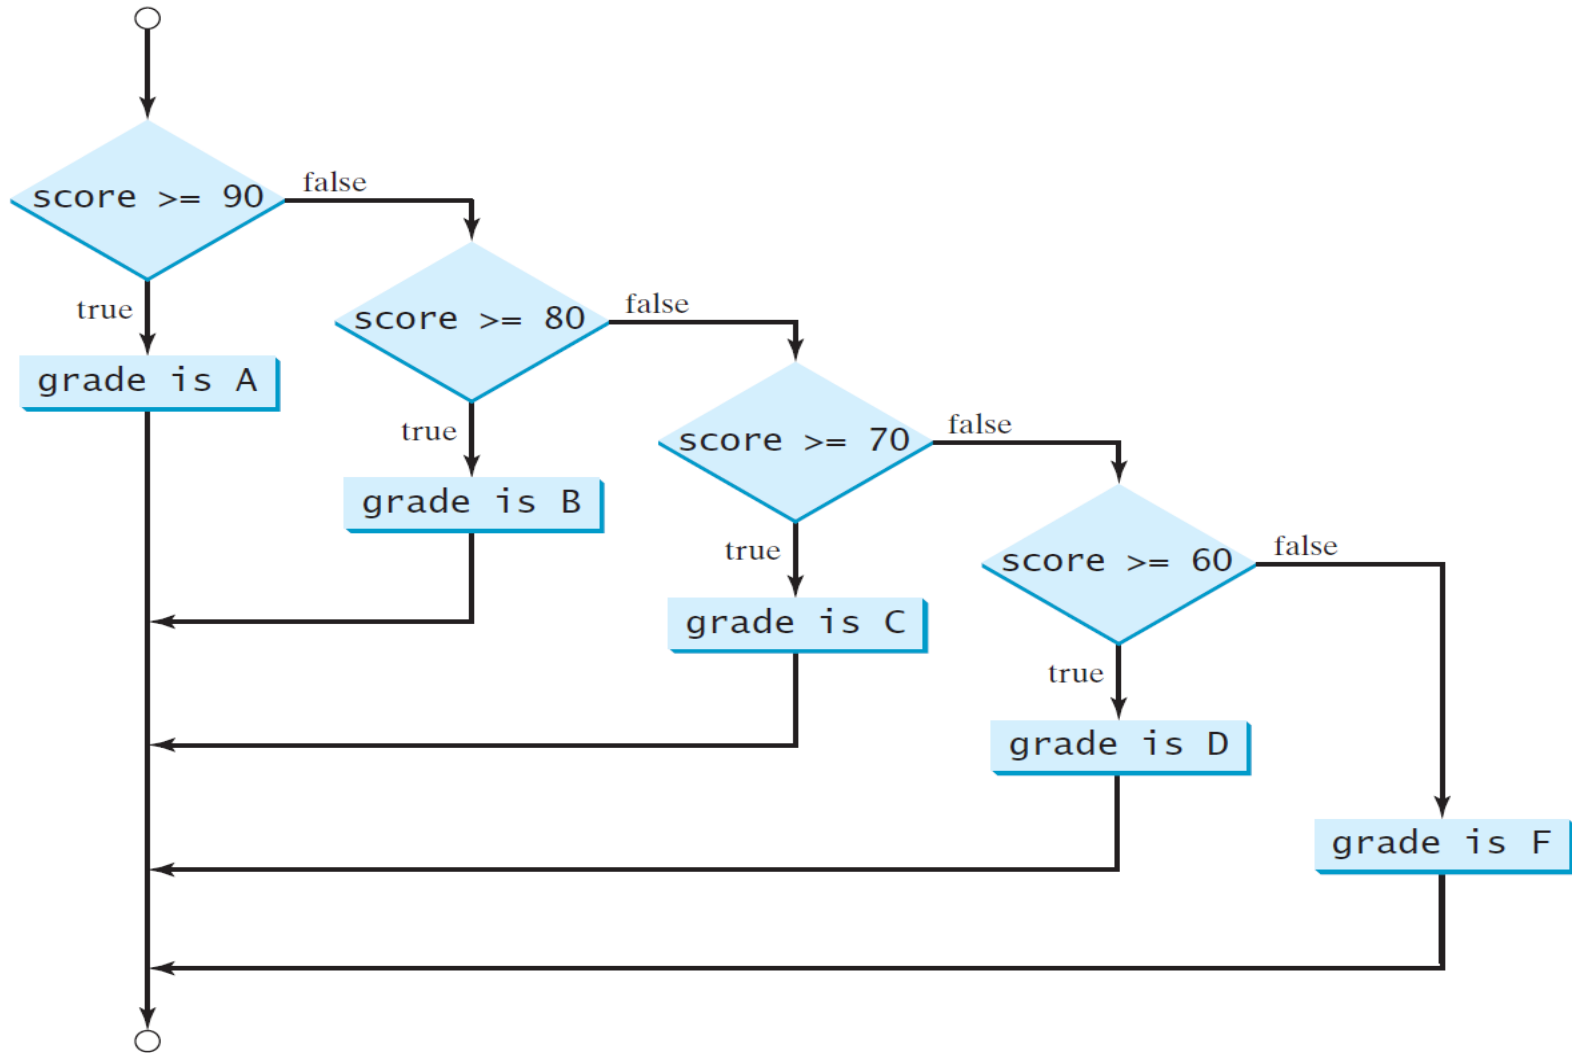 score >= 90
false
true
grade is A
score >= 80
false
true
grade is B
score >= 70
false
true
grade is C
score >= 60
false
true
grade is D
grade is F